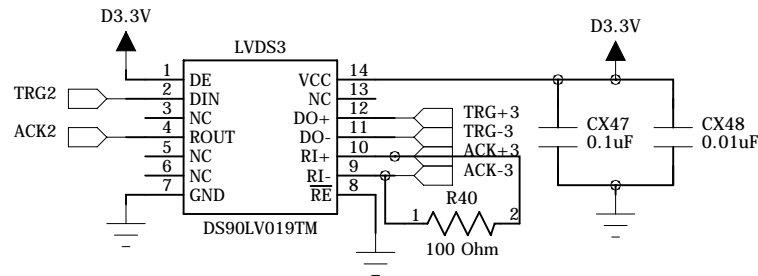 D3.3V
D3.3V
LVDS3
1 DE VCC 14
TRG2 2 DIN NC 13
3 NC DO+ 12 TRG+3
ACK2 4 ROUT DO- 11 TRG-3
5 NC RI+ 10 ACK+3
6 NC RI- 9 ACK-3
7 GND RE 8
CX47
0.1uF
CX48
0.01uF
R40
1 2
100 Ohm
DS90LV019TM